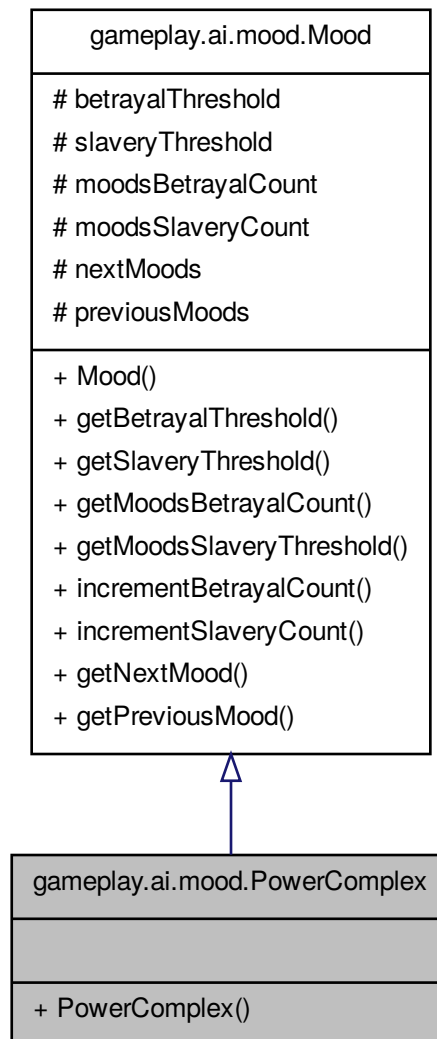 gameplay.ai.mood.Mood
# betrayalThreshold
# slaveryThreshold
# moodsBetrayalCount
# moodsSlaveryCount
# nextMoods
# previousMoods
+ Mood()
+ getBetrayalThreshold()
+ getSlaveryThreshold()
+ getMoodsBetrayalCount()
+ getMoodsSlaveryThreshold()
+ incrementBetrayalCount()
+ incrementSlaveryCount()
+ getNextMood()
+ getPreviousMood()
gameplay.ai.mood.PowerComplex
+ PowerComplex()